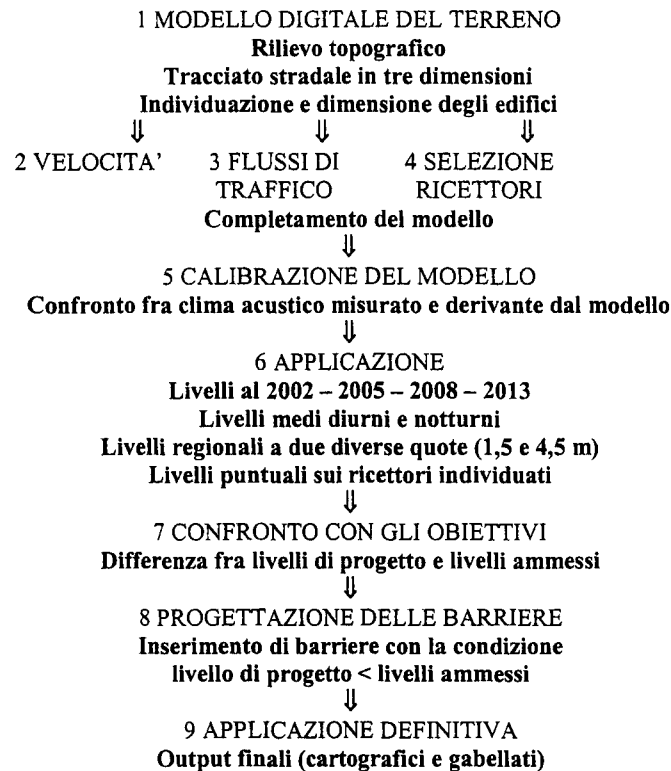 1 MODELLO DIGITALE DEL TERRENO
Rilievo topografico
Tracciato stradale in tre dimensioni
Individuazione e dimensione degli edifici
⇓ ⇓ ⇓
2 VELOCITA' 3 FLUSSI DI 4 SELEZIONE
TRAFFICO RICETTORI
Completamento del modello
⇓
5 CALIBRAZIONE DEL MODELLO
Confronto fra clima acustico misurato e derivante dal modello
⇓
6 APPLICAZIONE
Livelli al 2002 – 2005 – 2008 – 2013
Livelli medi diurni e notturni
Livelli regionali a due diverse quote (1,5 e 4,5 m)
Livelli puntuali sui ricettori individuati
⇓
7 CONFRONTO CON GLI OBIETTIVI
Differenza fra livelli di progetto e livelli ammessi
⇓
8 PROGETTAZIONE DELLE BARRIERE
Inserimento di barriere con la condizione
livello di progetto < livelli ammessi
⇓
9 APPLICAZIONE DEFINITIVA
Output finali (cartografici e gabellati)